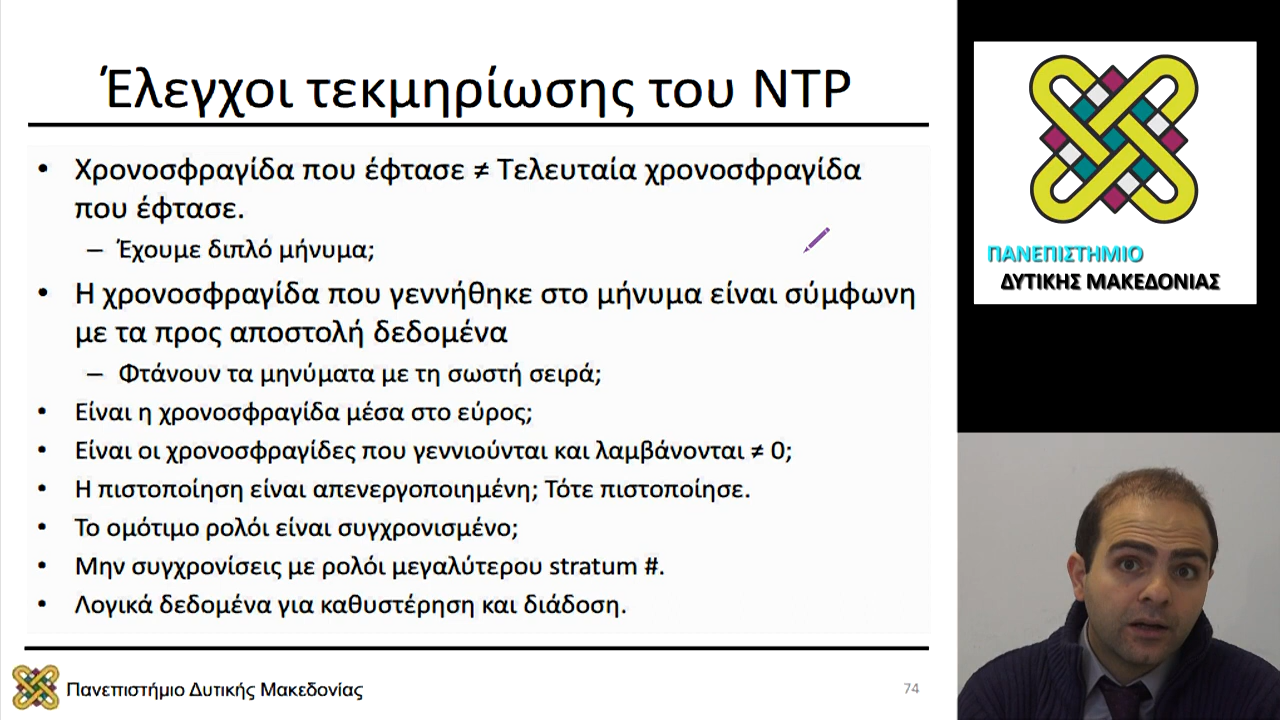 Έλεγχοι τεκμηρίωσης του NTP
• Χρονοσφραγίδα που έφτασε ≠ Τελευταία χρονοσφραγίδα
που έφτασε.
– Έχουμε διπλό μήνυμα;
• Η χρονοσφραγίδα που γεννήθηκε στο μήνυμα είναι σύμφωνη
με τα προς αποστολή δεδομένα
– Φτάνουν τα μηνύματα με τη σωστή σειρά;
• Είναι η χρονοσφραγίδα μέσα στο εύρος;
• Είναι οι χρονοσφραγίδες που γεννιούνται και λαμβάνονται ≠ 0;
• Η πιστοποίηση είναι απενεργοποιημένη; Τότε πιστοποίησε.
• Το ομότιμο ρολόι είναι συγχρονισμένο;
• Μην συγχρονίσεις με ρολόι μεγαλύτερου stratum #.
• Λογικά δεδομένα για καθυστέρηση και διάδοση.
Πανεπιστήμιο Δυτικής Μακεδονίας
74
ΠΑΝΕΠΙΣΤΗΜΙΟ
ΔΥΤΙΚΗΣ ΜΑΚΕΔΟΝΙΑΣ